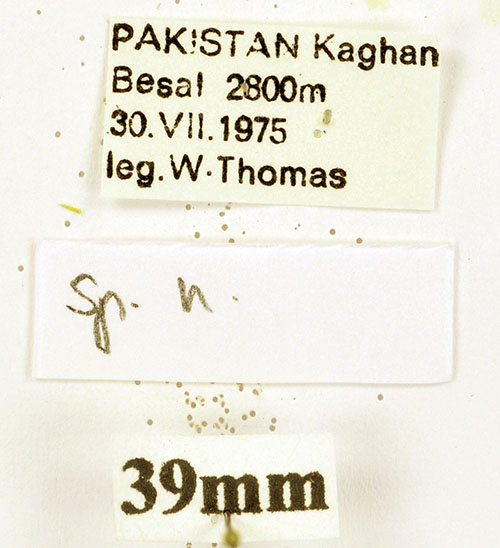 PAKISTAN Kaghan
Besal 2800m
30.VII.1975
leg.W.Thomas
Sp. n.
39mm